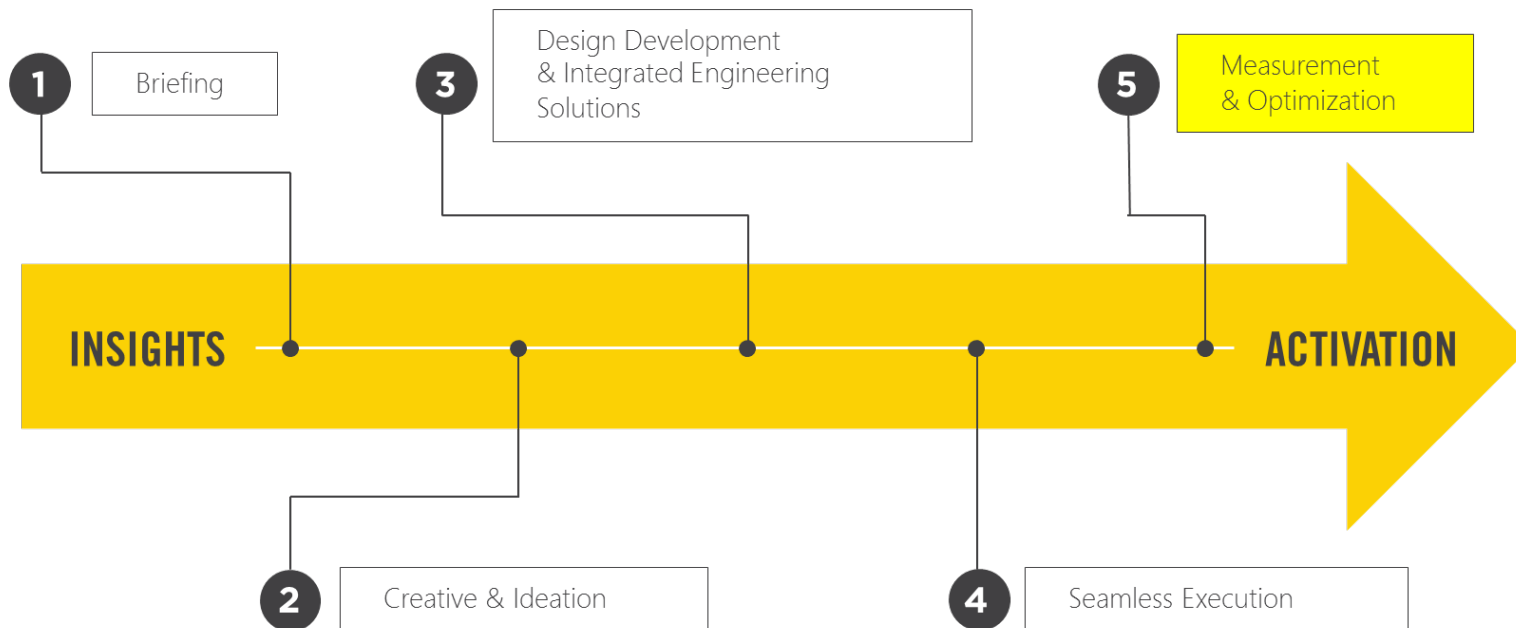 1
Briefing
3
Design Development
& Integrated Engineering
Solutions
5
Measurement
& Optimization
INSIGHTS
ACTIVATION
2
Creative & Ideation
4
Seamless Execution